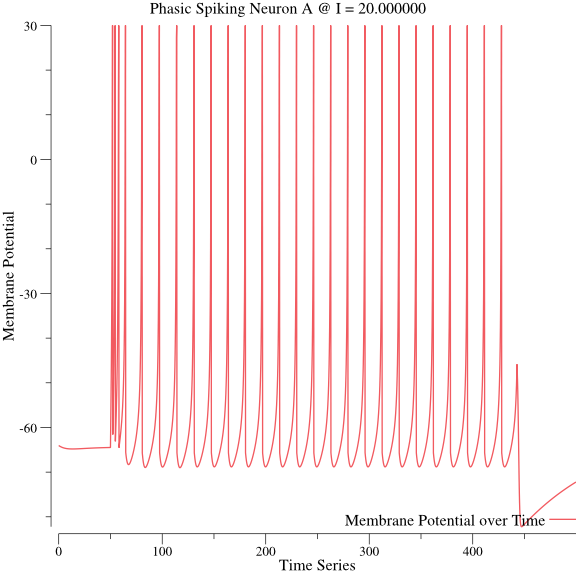 Phasic Spiking Neuron A @ I = 20.000000
30
0
-30
-60
Membrane Potential
Membrane Potential over Time
0
100
200
300
400
Time Series